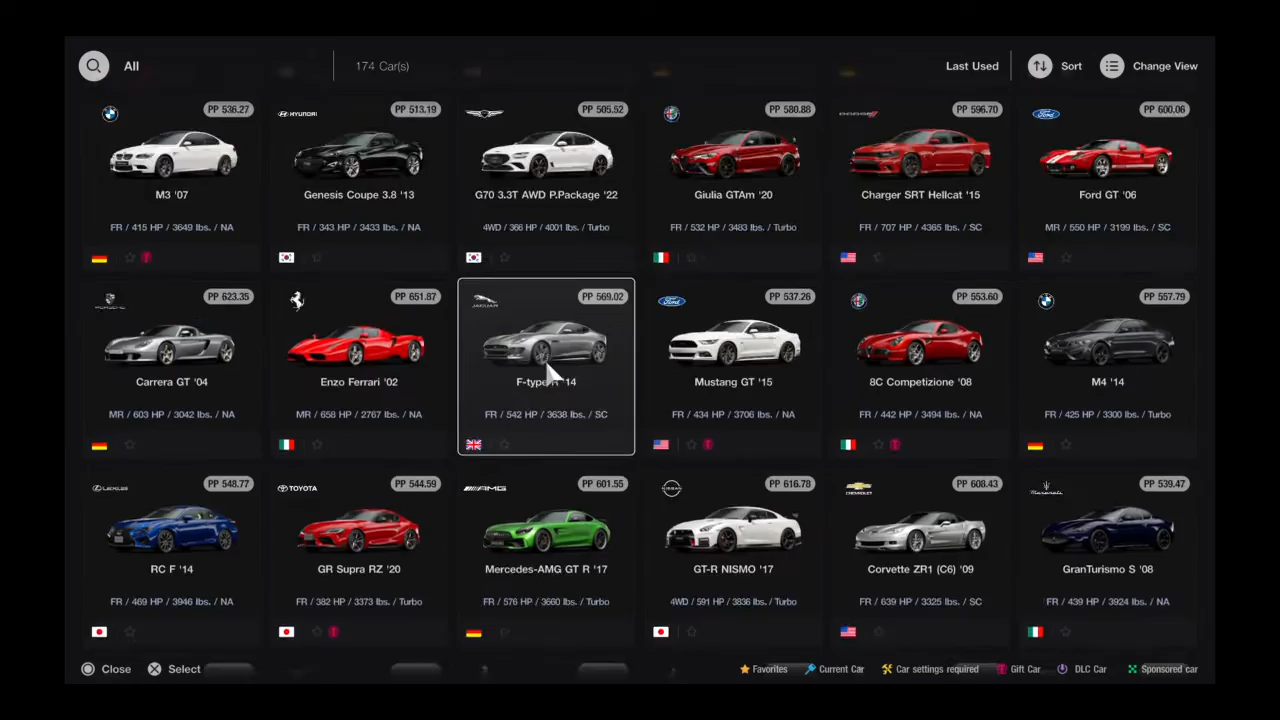 All
174 Car(s)
Last Used
Sort
Change View
PP 536.27
M3 '07
FR / 415 HP / 3649 lbs. / NA
HYUNDAI
PP 513.19
Genesis Coupe 3.8 '13
FR / 343 HP / 3433 lbs. / NA
PP 505.52
G70 3.3T AWD P.Package '22
4WD / 366 HP / 4001 lbs. / Turbo
PP 580.88
Giulia GTAm '20
FR / 532 HP / 3483 lbs. / Turbo
DODGE
PP 596.70
Charger SRT Hellcat '15
FR / 707 HP / 4365 lbs. / SC
Ford
PP 600.06
Ford GT '06
MR / 550 HP / 3199 lbs. / SC
PORSCHE
PP 623.35
Carrera GT '04
MR / 603 HP / 3042 lbs. / NA
PP 651.87
Enzo Ferrari '02
MR / 658 HP / 2767 lbs. / NA
JAGUAR
PP 569.02
F-type R '14
FR / 542 HP / 3638 lbs. / SC
Ford
PP 537.26
Mustang GT '15
FR / 434 HP / 3706 lbs. / NA
PP 553.60
8C Competizione '08
FR / 442 HP / 3494 lbs. / NA
PP 557.79
M4 '14
FR / 425 HP / 3300 lbs. / Turbo
LEXUS
PP 548.77
RC F '14
FR / 469 HP / 3946 lbs. / NA
TOYOTA
PP 544.59
GR Supra RZ '20
FR / 382 HP / 3373 lbs. / Turbo
AMG
PP 601.55
Mercedes-AMG GT R '17
FR / 576 HP / 3660 lbs. / Turbo
PP 616.78
GT-R NISMO '17
4WD / 591 HP / 3836 lbs. / Turbo
CHEVROLET
PP 608.43
Corvette ZR1 (C6) '09
FR / 639 HP / 3325 lbs. / SC
Maserati
PP 539.47
GranTurismo S '08
FR / 439 HP / 3924 lbs. / NA
Close
Select
Favorites
Current Car
Car settings required
Gift Car
DLC Car
Sponsored car